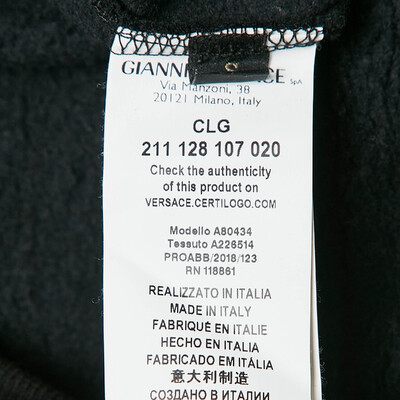 GIANNI
SpA
Via Manzoni, 38
20121 Milano, Italy
CLG
211 128 107 020
Check the authenticity
of this product on
VERSACE.CERTILOGO.COM
Modello A80434
Tessuto A226514
PROABB/2018/123
RN 118861
REALIZZATO IN ITALIA
MADE IN ITALY
FABRIQUÉ EN ITALIE
HECHO EN ITALIA
FABRICADO EM ITÁLIA
意大利制造
СОЗДАНО В ИТАЛИИ